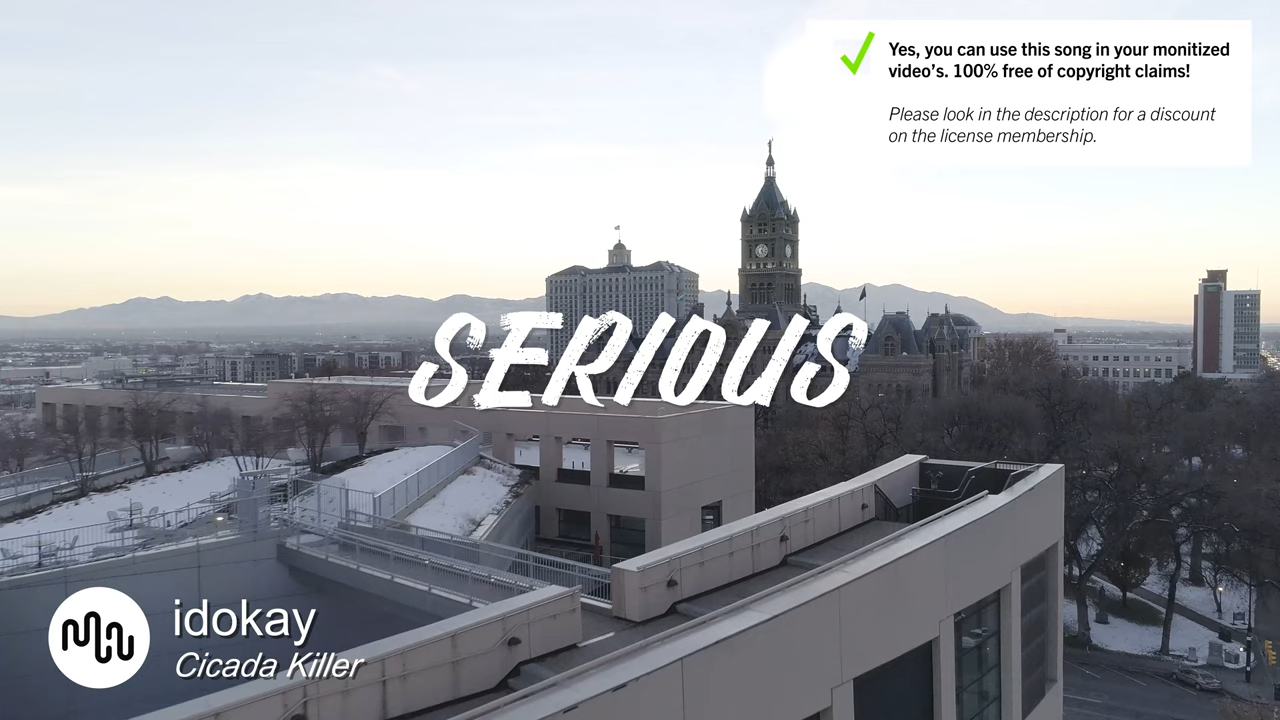 Yes, you can use this song in your monitized
video's. 100% free of copyright claims!
Please look in the description for a discount
on the license membership.
SERIOUS
idokay
Cicada Killer